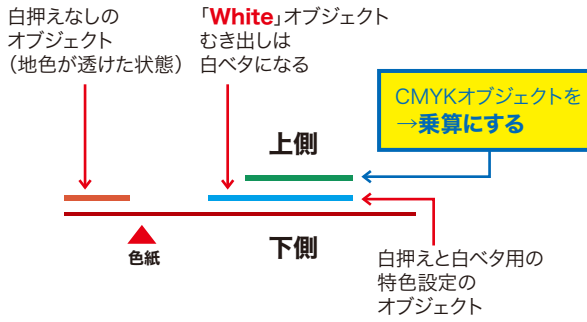 白押えなしの
オブジェクト
（地色が透けた状態）
「White」オブジェクト
むき出しは
白ベタになる
CMYKオブジェクトを
→乗算にする
上側
下側
色紙
白押えと白ベタ用の
特色設定の
オブジェクト